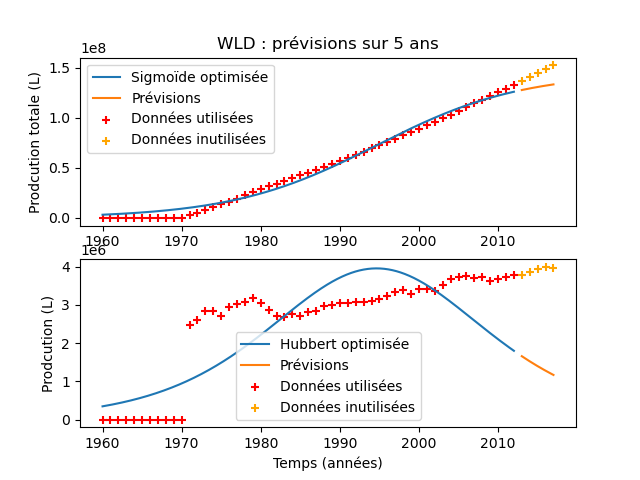 WLD : prévisions sur 5 ans
1e8
Prodcution totale (L)
1.5
1.0
0.5
0.0
Sigmoïde optimisée
Prévisions
Données utilisées
Données inutilisées
1960 1970 1980 1990 2000 2010
1e6
Prodcution (L)
4
3
2
1
0
Hubbert optimisée
Prévisions
Données utilisées
Données inutilisées
1960 1970 1980 1990 2000 2010
Temps (années)